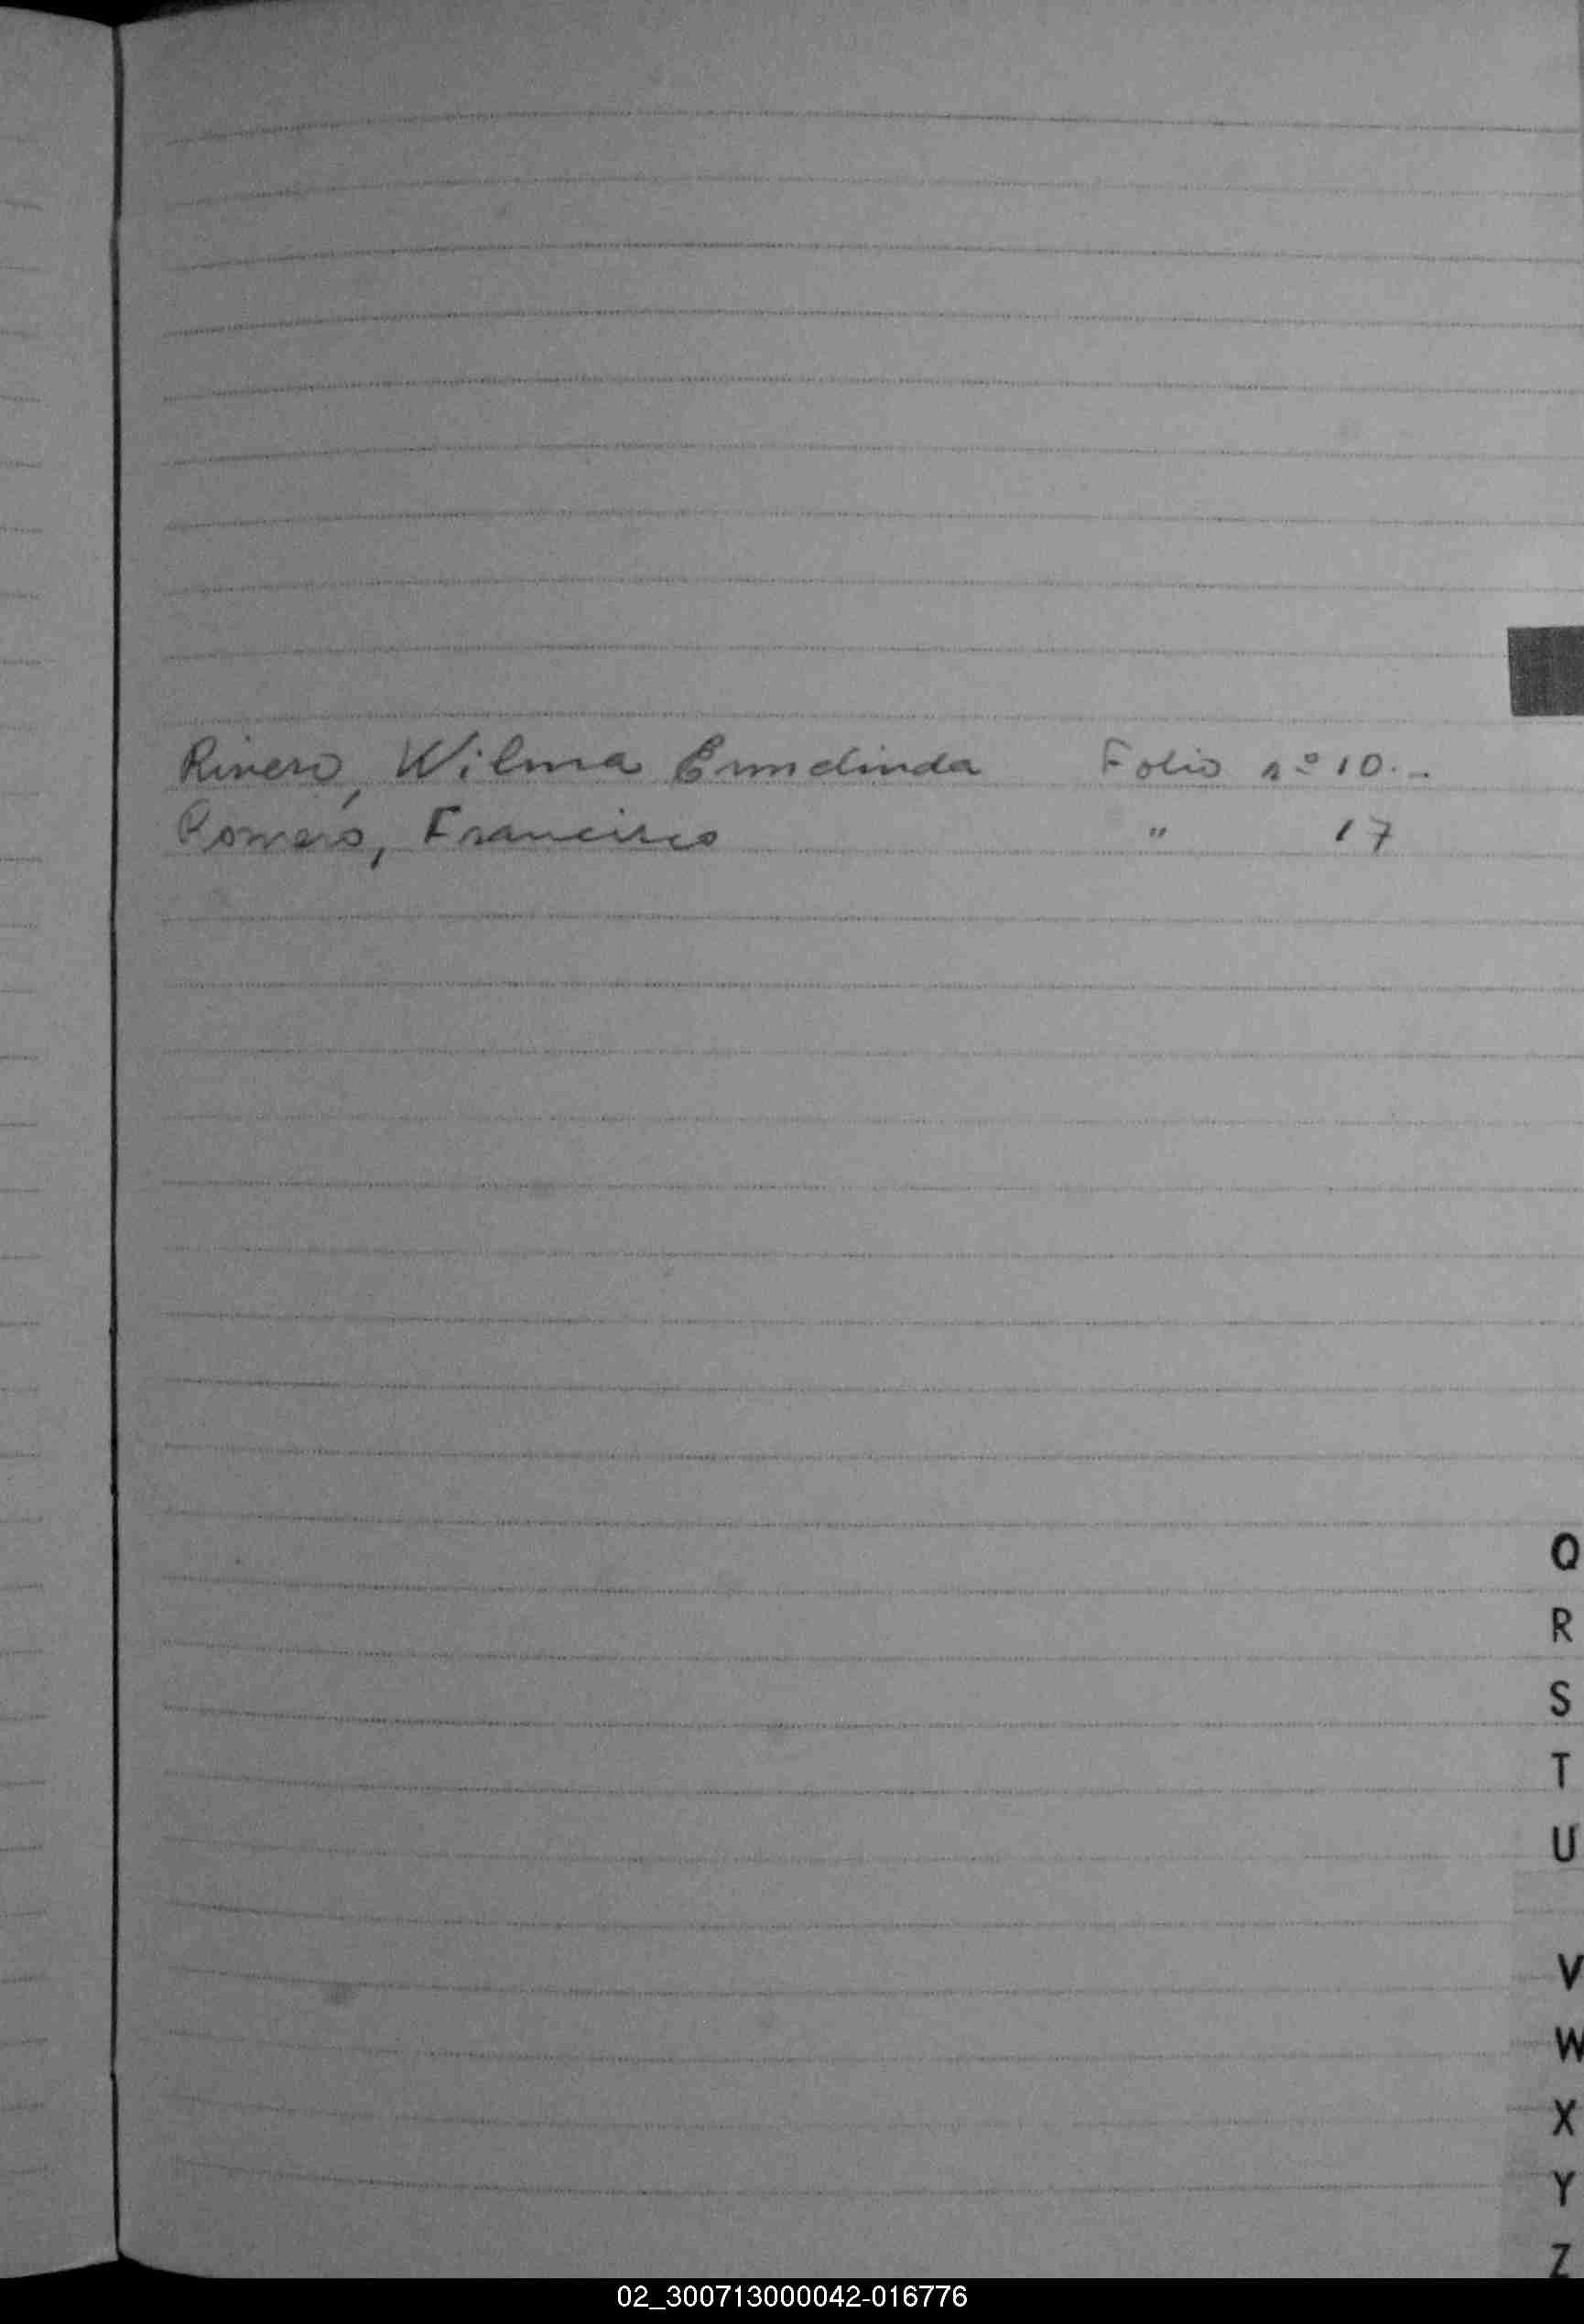 Rivero, Wilma Ermelinda Folio nº 10.-
Romero, Francisco " 17
Q
R
S
T
U
V
W
X
Y
Z
02_300713000042-016776